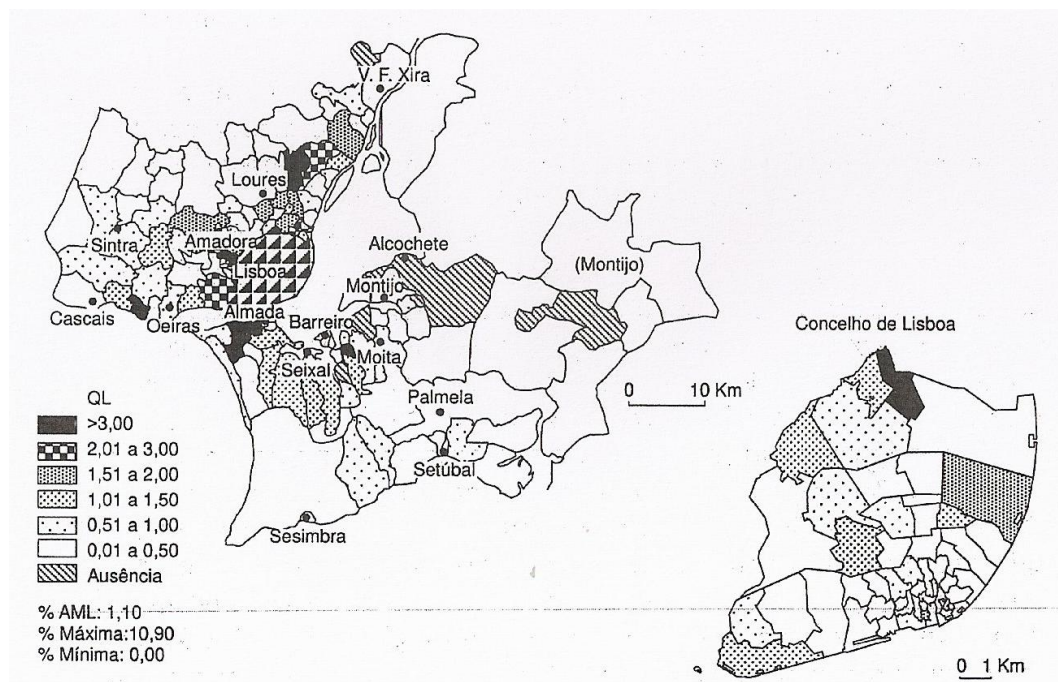 V. F. Xira
Loures
Sintra
Amadora
Lisboa
Alcochete
(Montijo)
Montijo
Cascais
Oeiras
Almada
Barreiro
Moita
Seixal
Concelho de Lisboa
0 10 Km
Palmela
Setúbal
Sesimbra
QL
>3,00
2,01 a 3,00
1,51 a 2,00
1,01 a 1,50
0,51 a 1,00
0,01 a 0,50
Ausência
% AML: 1,10
% Máxima:10,90
% Mínima: 0,00
0 1 Km